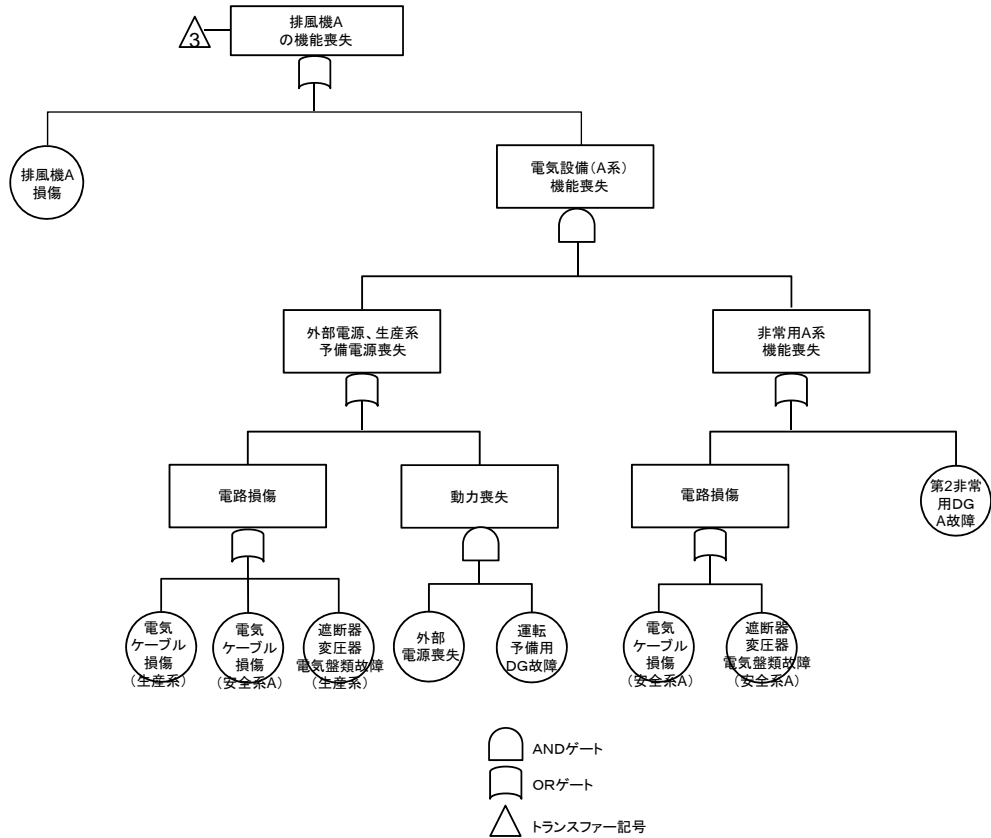 3
排風機A
の機能喪失
排風機A
損傷
電気設備(A系)
機能喪失
外部電源、生産系
予備電源喪失
非常用A系
機能喪失
電路損傷
動力喪失
電路損傷
第2非常
用DG
A故障
電気
ケーブル
損傷
(生産系)
電気
ケーブル
損傷
(安全系A)
遮断器
変圧器
電気盤類故障
(生産系)
外部
電源喪失
運転
予備用
DG故障
電気
ケーブル
損傷
(安全系A)
遮断器
変圧器
電気盤類故障
(安全系A)
ANDゲート
ORゲート
トランスファー記号